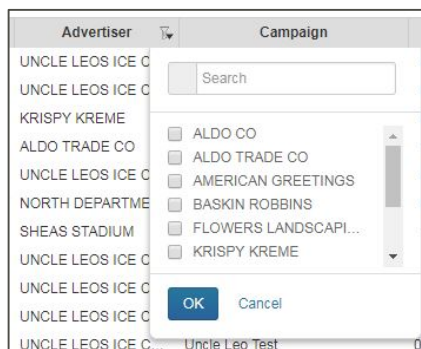 Advertiser Campaign
UNCLE LEOS ICE C
UNCLE LEOS ICE C
KRISPY KREME
ALDO TRADE CO
UNCLE LEOS ICE C
NORTH DEPARTME
SHEAS STADIUM
UNCLE LEOS ICE C
UNCLE LEOS ICE C
UNCLE LEOS ICE C
UNCLE LEOS ICE C... Uncle Leo Test 0
Search
ALDO CO
ALDO TRADE CO
AMERICAN GREETINGS
BASKIN ROBBINS
FLOWERS LANDSCAPI...
KRISPY KREME
OK Cancel